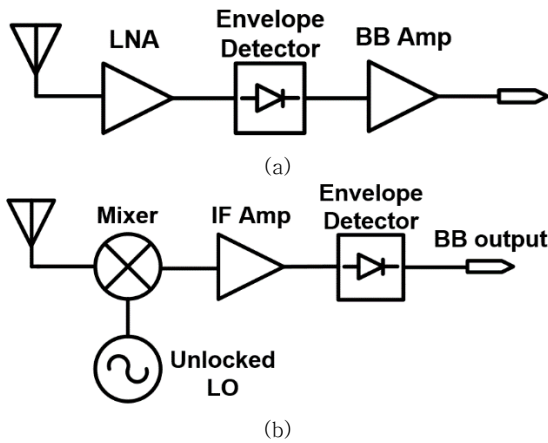 LNA
Envelope
Detector
BB Amp
(a)
Mixer
IF Amp
Envelope
Detector
BB output
Unlocked
LO
(b)